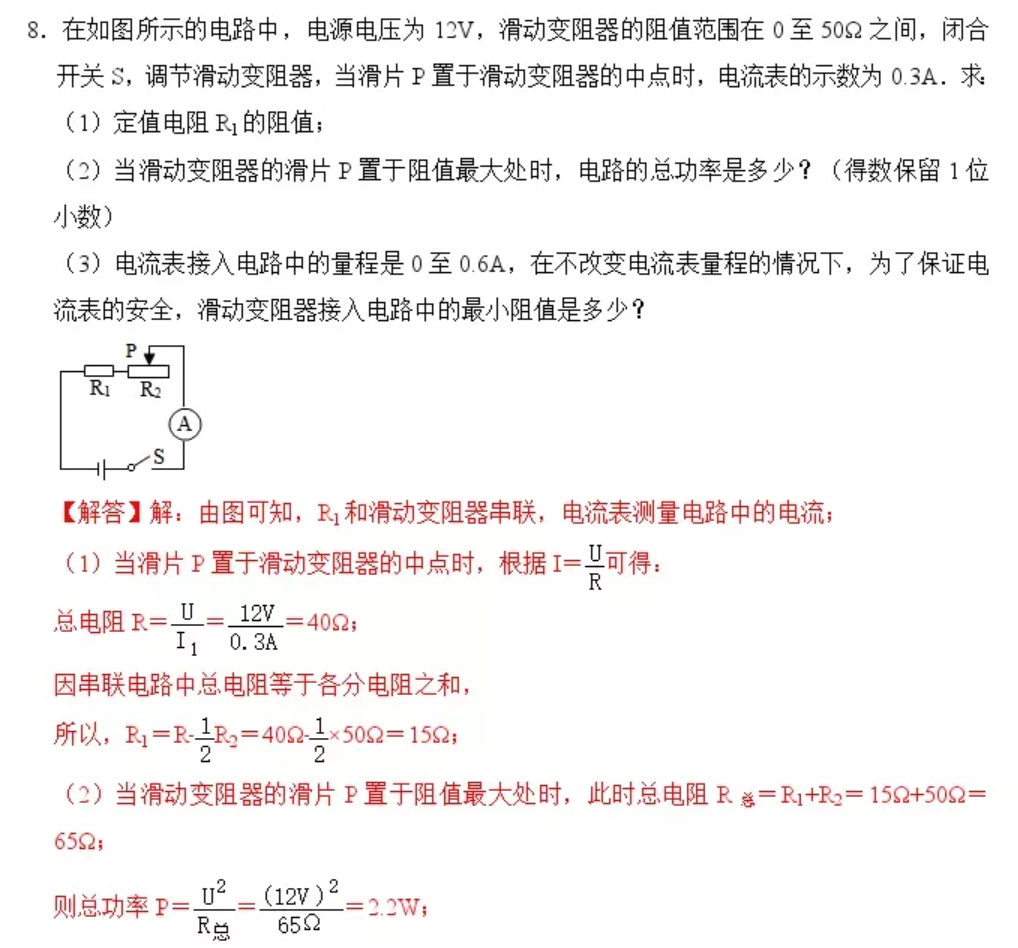 8．在如图所示的电路中，电源电压为 12V，滑动变阻器的阻值范围在 0 至 50Ω 之间，闭合
开关 S，调节滑动变阻器，当滑片 P 置于滑动变阻器的中点时，电流表的示数为 0.3A．求：
（1）定值电阻 R₁ 的阻值；
（2）当滑动变阻器的滑片 P 置于阻值最大处时，电路的总功率是多少？（得数保留 1 位
小数）
（3）电流表接入电路中的量程是 0 至 0.6A，在不改变电流表量程的情况下，为了保证电
流表的安全，滑动变阻器接入电路中的最小阻值是多少？
P
R₁ R₂
A
S
【解答】解：由图可知，R₁ 和滑动变阻器串联，电流表测量电路中的电流；
（1）当滑片 P 置于滑动变阻器的中点时，根据 I＝U/R 可得：
总电阻 R＝U/I₁＝12V/0.3A＝40Ω；
因串联电路中总电阻等于各分电阻之和，
所以，R₁＝R-1/2R₂＝40Ω-1/2×50Ω＝15Ω；
（2）当滑动变阻器的滑片 P 置于阻值最大处时，此时总电阻 R 总＝R₁+R₂＝15Ω+50Ω＝
65Ω；
则总功率 P＝U²/R总＝(12V)²/65Ω＝2.2W；